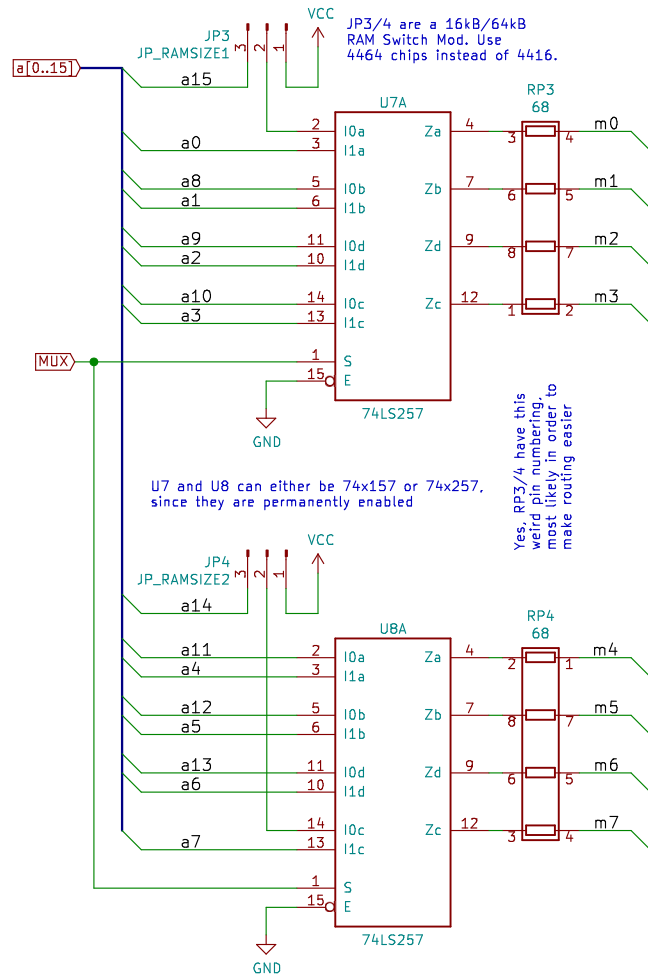 VCC
JP3
JP_RAMSIZE1
3
2
1
JP3/4 are a 16kB/64kB
RAM Switch Mod. Use
4464 chips instead of 4416.
a[0..15]
a15
U7A
RP3
68
2 I0a Za 4 3 4 m0
a0 3 I1a
a8 5 I0b Zb 7 6 5 m1
a1 6 I1b
a9 11 I0d Zd 9 8 7 m2
a2 10 I1d
a10 14 I0c Zc 12 1 2 m3
a3 13 I1c
MUX 1 S
15 E
74LS257
GND
Yes, RP3/4 have this
weird pin numbering,
most likely in order to
make routing easier
U7 and U8 can either be 74x157 or 74x257,
since they are permanently enabled
VCC
JP4
JP_RAMSIZE2
3
2
1
a14
U8A
RP4
68
a11 2 I0a Za 4 2 1 m4
a4 3 I1a
a12 5 I0b Zb 7 8 7 m5
a5 6 I1b
a13 11 I0d Zd 9 6 5 m6
a6 10 I1d
14 I0c Zc 12 3 4 m7
a7 13 I1c
1 S
15 E
74LS257
GND